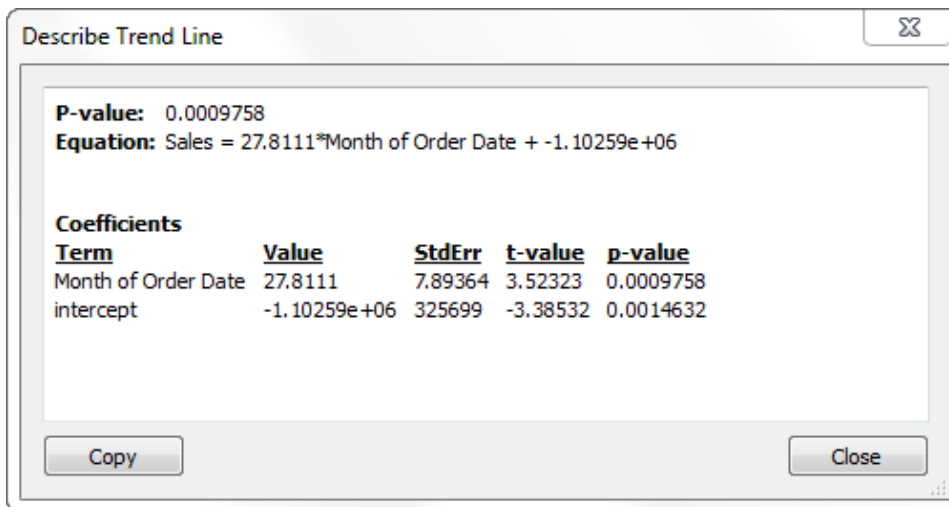 Describe Trend Line
P-value: 0.0009758
Equation: Sales = 27.8111*Month of Order Date + -1.10259e+06
Coefficients
Term Value StdErr t-value p-value
Month of Order Date 27.8111 7.89364 3.52323 0.0009758
intercept -1.10259e+06 325699 -3.38532 0.0014632
Copy Close